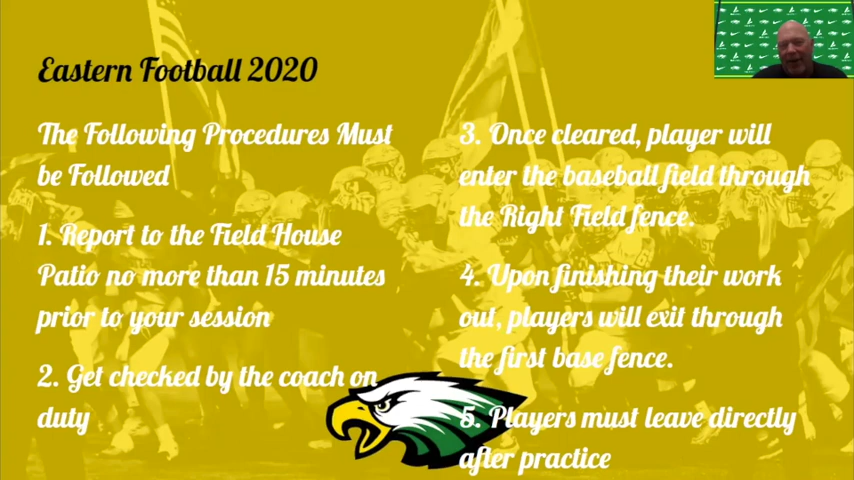 Eastern Football 2020
The Following Procedures Must
be Followed
1. Report to the Field House
Patio no more than 15 minutes
prior to your session
2. Get checked by the coach on
duty
3. Once cleared, player will
enter the baseball field through
the Right Field fence.
4. Upon finishing their work
out, players will exit through
the first base fence.
5. Players must leave directly
after practice